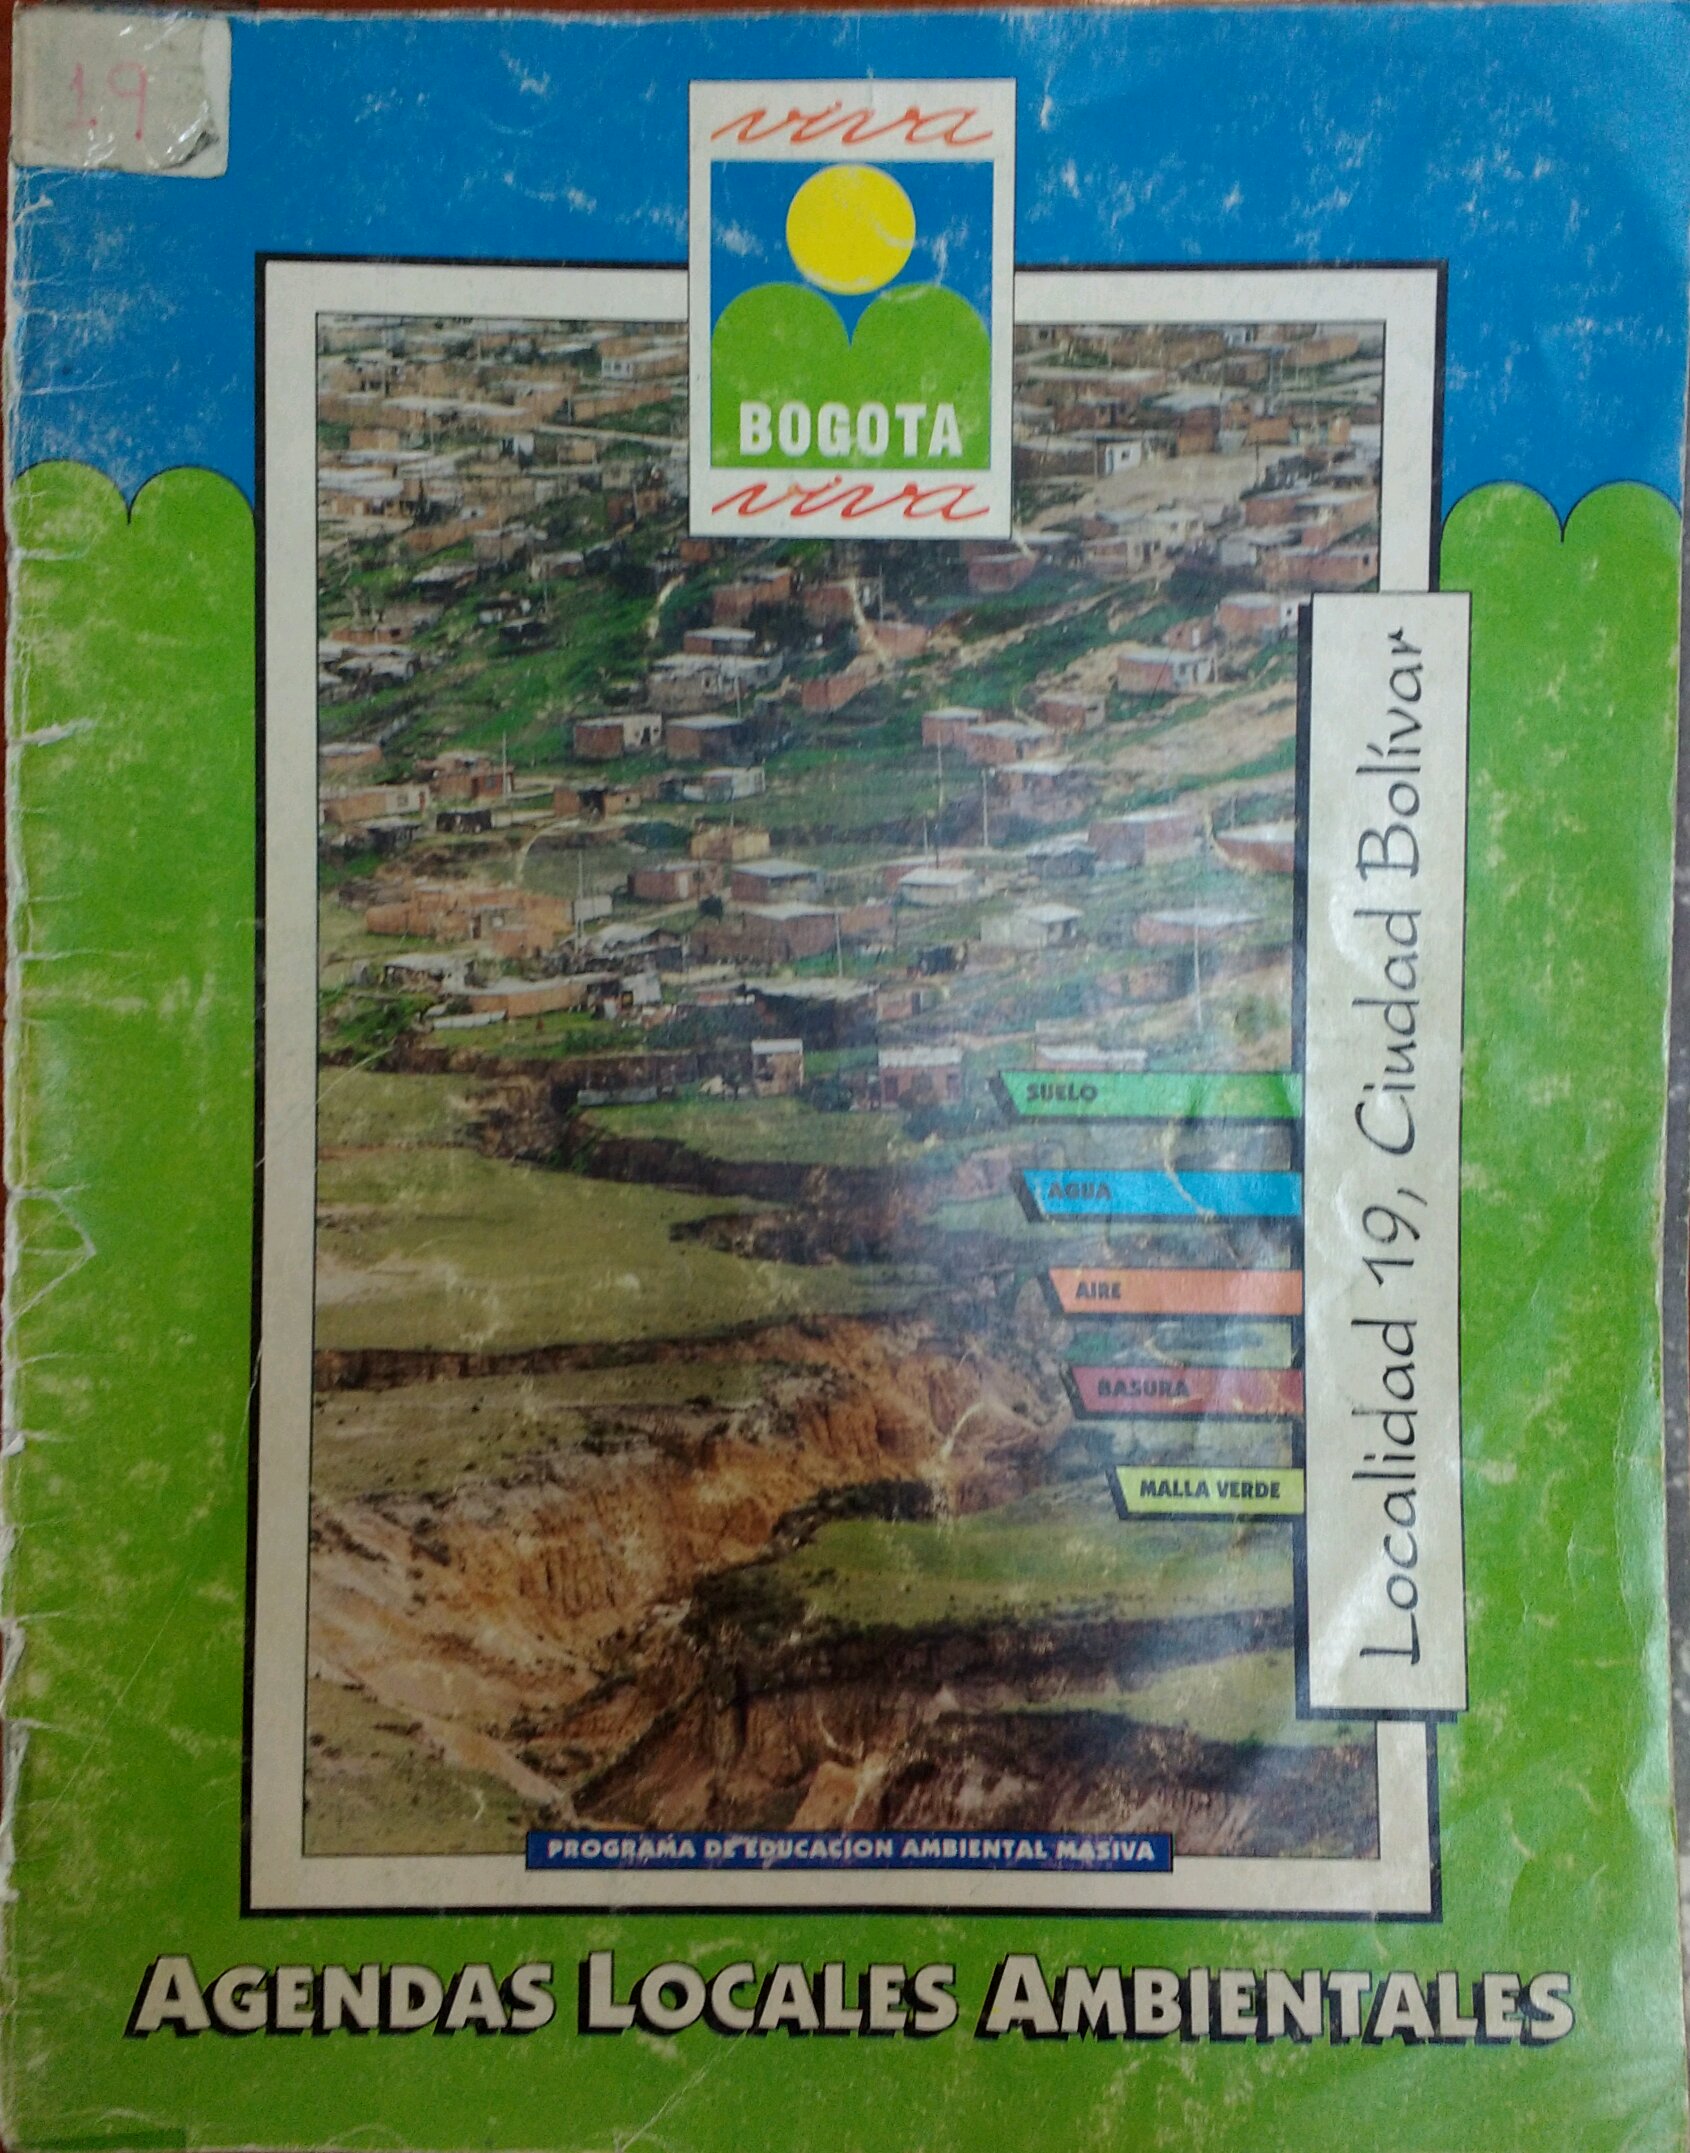 19
viva
BOGOTA
viva
Localidad 19, Ciudad Bolívar
SUELO
AGUA
AIRE
BASURA
MALLA VERDE
PROGRAMA DE EDUCACION AMBIENTAL MASIVA
AGENDAS LOCALES AMBIENTALES